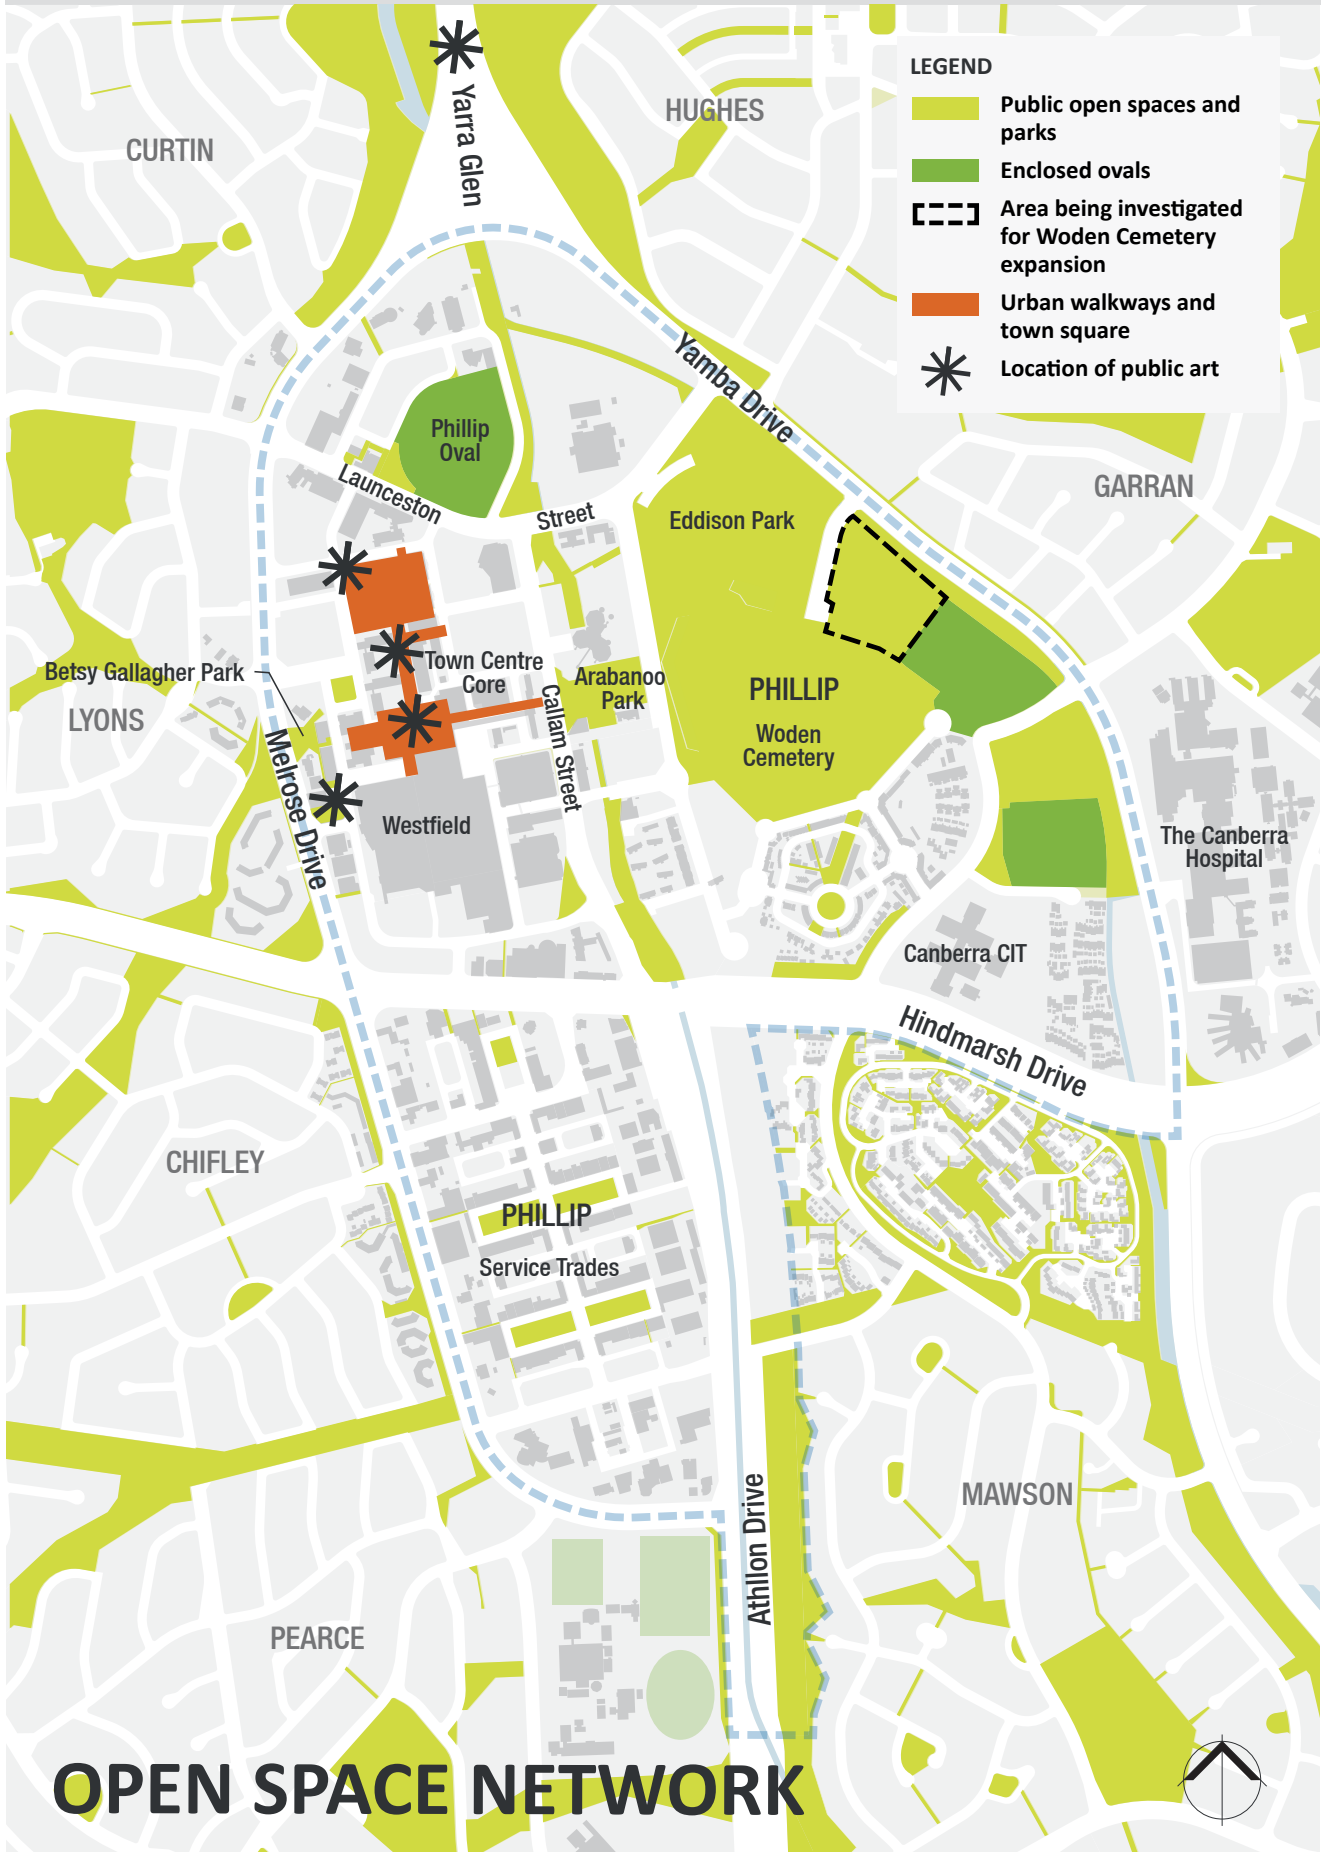 LEGEND
Public open spaces and
parks
Enclosed ovals
Area being investigated
for Woden Cemetery
expansion
Urban walkways and
town square
Location of public art
Yarra Glen
HUGHES
CURTIN
Yamba Drive
Phillip
Oval
Launceston
Street
GARRAN
Eddison Park
Betsy Gallagher Park
LYONS
Town Centre
Core
Arabanoo
Park
PHILLIP
Woden
Cemetery
Callam Street
Melrose Drive
Westfield
The Canberra
Hospital
Canberra CIT
Hindmarsh Drive
CHIFLEY
PHILLIP
Service Trades
MAWSON
Athllon Drive
PEARCE
OPEN SPACE NETWORK